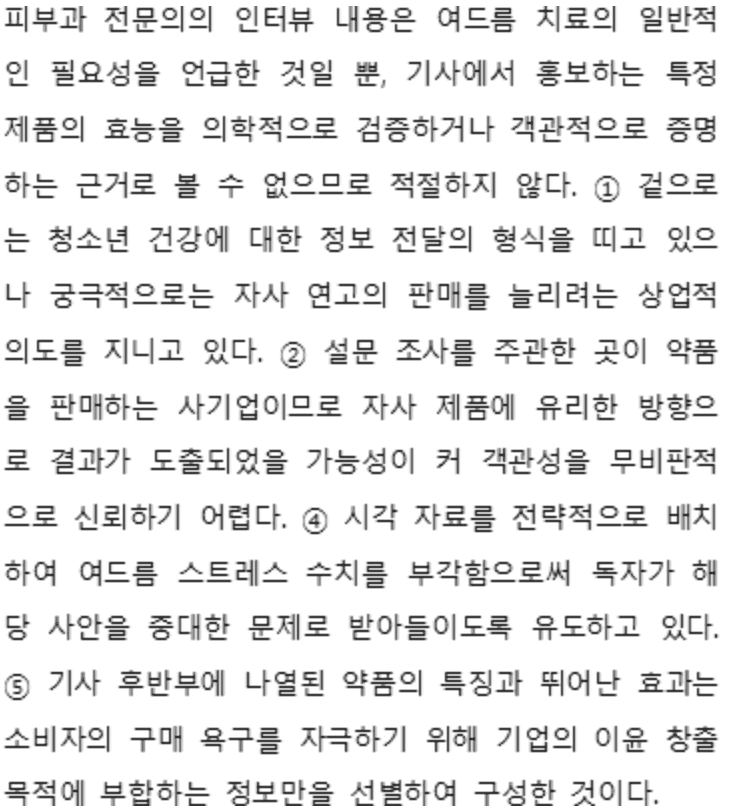 피부과 전문의의 인터뷰 내용은 여드름 치료의 일반적
인 필요성을 언급한 것일 뿐, 기사에서 홍보하는 특정
제품의 효능을 의학적으로 검증하거나 객관적으로 증명
하는 근거로 볼 수 없으므로 적절하지 않다. ① 겉으로
는 청소년 건강에 대한 정보 전달의 형식을 띠고 있으
나 궁극적으로는 자사 연고의 판매를 늘리려는 상업적
의도를 지니고 있다. ② 설문 조사를 주관한 곳이 약품
을 판매하는 사기업이므로 자사 제품에 유리한 방향으
로 결과가 도출되었을 가능성이 커 객관성을 무비판적
으로 신뢰하기 어렵다. ④ 시각 자료를 전략적으로 배치
하여 여드름 스트레스 수치를 부각함으로써 독자가 해
당 사안을 중대한 문제로 받아들이도록 유도하고 있다.
⑤ 기사 후반부에 나열된 약품의 특징과 뛰어난 효과는
소비자의 구매 욕구를 자극하기 위해 기업의 이윤 창출
목적에 부합하는 정보만을 선별하여 구성한 것이다.